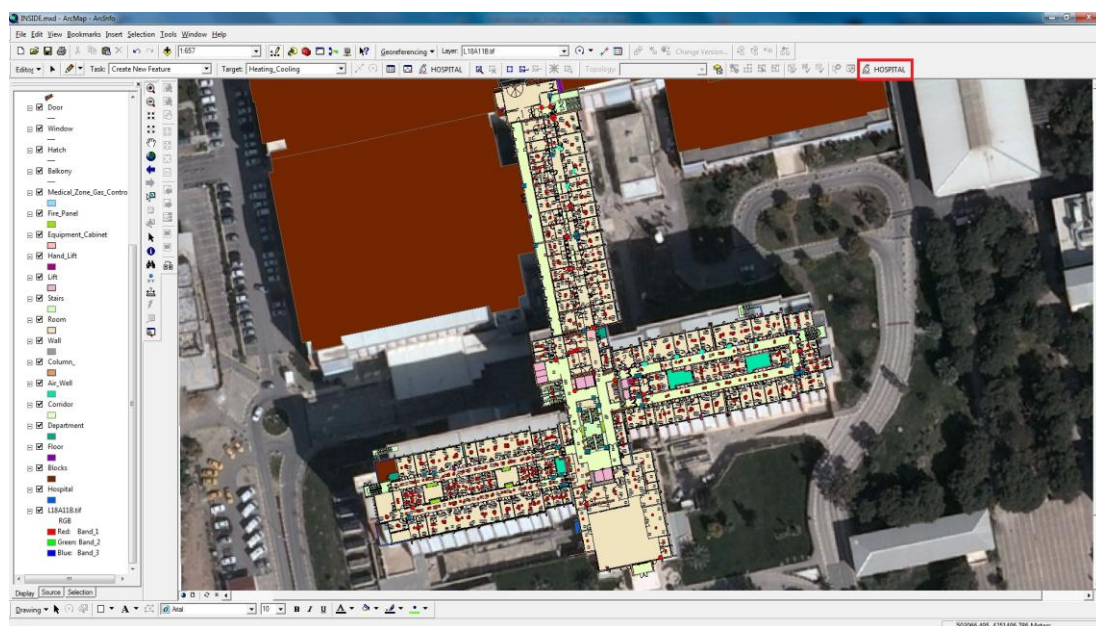 INSIDE.mxd - ArcMap - ArcInfo
File Edit View Bookmarks Insert Selection Tools Window Help
1:657 Georeferencing Layer: L18A11B.tif Change Version...
Editor Task: Create New Feature Target: Heating_Cooling HOSPITAL Topology: HOSPITAL
Door
Window
Hatch
Balkony
Medical_Zone_Gas_Contro
Fire_Panel
Equipment_Cabinet
Hand_Lift
Lift
Stairs
Room
Wall
Column_
Air_Well
Corridor
Department
Floor
Blocks
Hospital
L18A11B.tif
RGB
Red: Band_1
Green: Band_2
Blue: Band_3
Display Source Selection
Drawing A Arial 10 B I U A